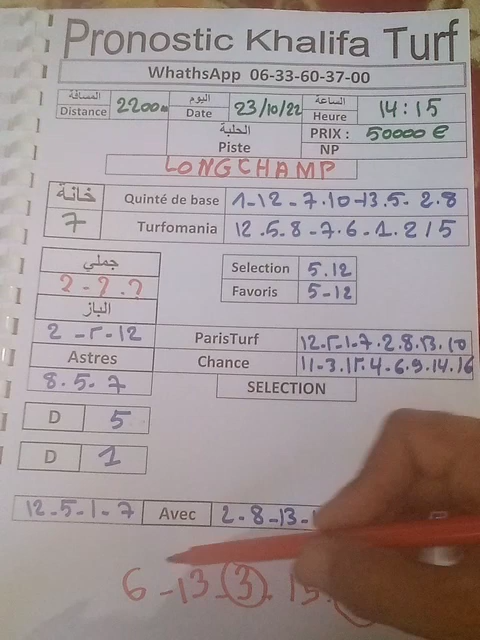 Pronostic Khalifa Turf
WhathsApp 06-33-60-37-00
المسافة Distance 2200m اليوم Date 23/10/22 الساعة Heure 14:15
الحلبة Piste PRIX : 50000 e
NP
LONGCHAMP
خانة Quinté de base 1-12-7.10-13.5-2.8
7 Turfomania 12.5.8-7.6-1.2/5
جملي Selection 5.12
2-?.? Favoris 5-12
الباز
2-5-12 ParisTurf 12.5.1-7.2.8.13.10
Astres Chance 11-3.15.4-6.9.14.16
8.5.7 SELECTION
D 5
D 1
12-5-1-7 Avec 2-8-13-
6-13 3 . 15